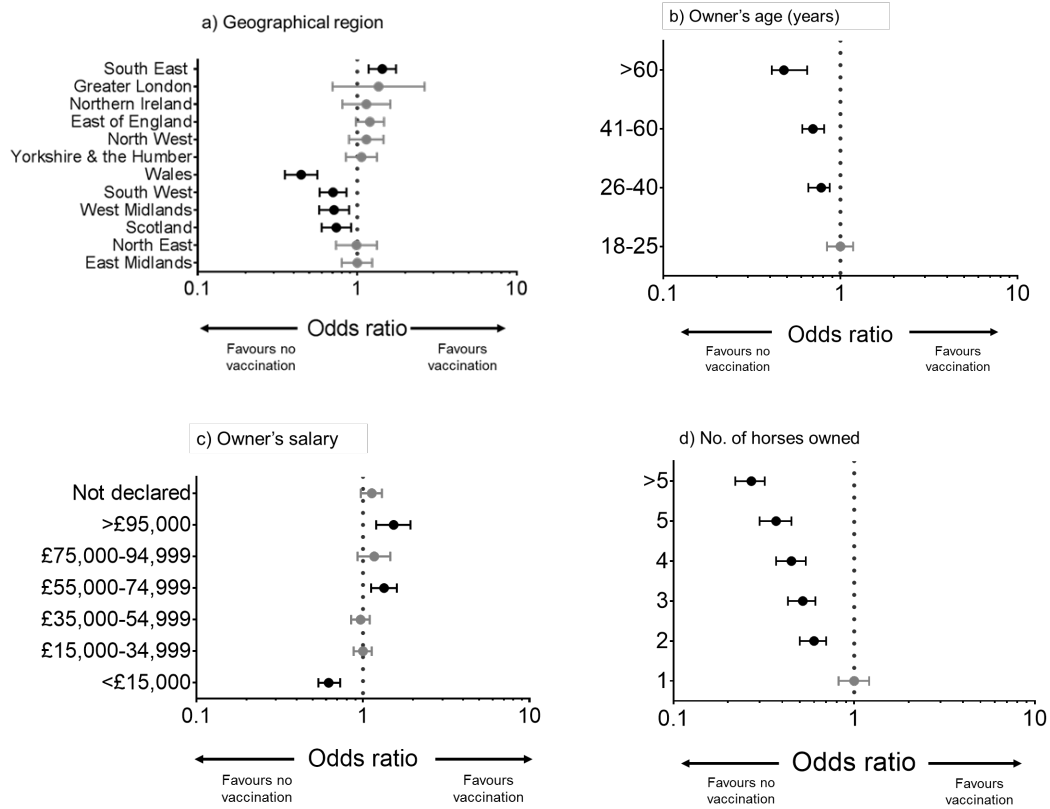 a) Geographical region
South East
Greater London
Northern Ireland
East of England
North West
Yorkshire & the Humber
Wales
South West
West Midlands
Scotland
North East
East Midlands
0.1 1 10
Odds ratio
Favours no
vaccination
Favours
vaccination
b) Owner's age (years)
>60
41-60
26-40
18-25
0.1 1 10
Odds ratio
Favours no
vaccination
Favours
vaccination
c) Owner's salary
Not declared
>£95,000
£75,000-94,999
£55,000-74,999
£35,000-54,999
£15,000-34,999
<£15,000
0.1 1 10
Odds ratio
Favours no
vaccination
Favours
vaccination
d) No. of horses owned
>5
5
4
3
2
1
0.1 1 10
Odds ratio
Favours no
vaccination
Favours
vaccination